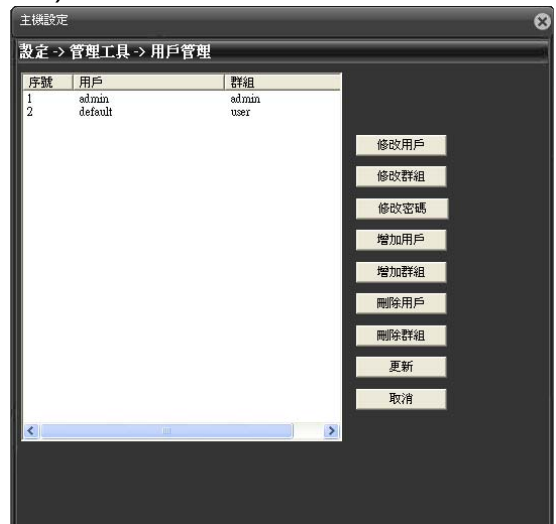 主機設定
設定 -> 管理工具 -> 用戶管理
序號 用戶 群組
1 admin admin
2 default user
修改用戶
修改群組
修改密碼
增加用戶
增加群組
刪除用戶
刪除群組
更新
取消